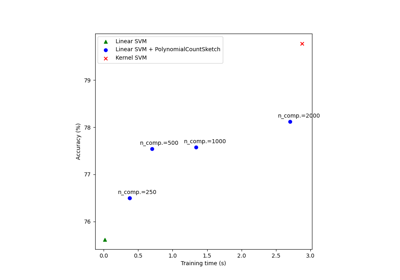 Linear SVM
Linear SVM + PolynomialCountSketch
Kernel SVM
79
78
77
76
Accuracy (%)
n_comp.=2000
n_comp.=500
n_comp.=1000
n_comp.=250
0.0 0.5 1.0 1.5 2.0 2.5 3.0
Training time (s)